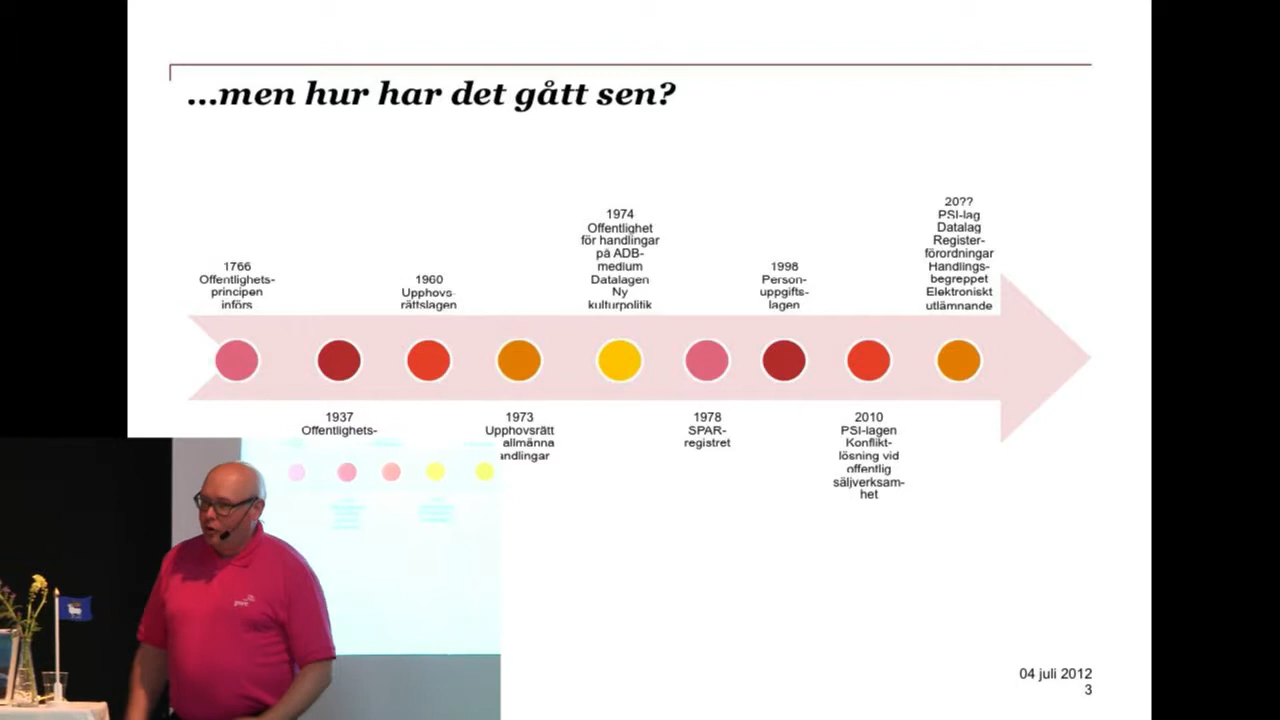 ...men hur har det gått sen?
1766
Offentlighets-
principen
införs
1937
Offentlighets-
1960
Upphovs-
rättslagen
1973
Upphovsrätt
allmänna
andlingar
1974
Offentlighet
för handlingar
på ADB-
medium
Datalagen
Ny
kulturpolitik
1978
SPAR-
registret
1998
Person-
uppgifts-
lagen
2010
PSI-lagen
Konflikt-
lösning vid
offentlig
säljverksam-
het
20??
PSI-lag
Datalag
Register-
förordningar
Handlings-
begreppet
Elektroniskt
utlämnande
pwc
04 juli 2012
3